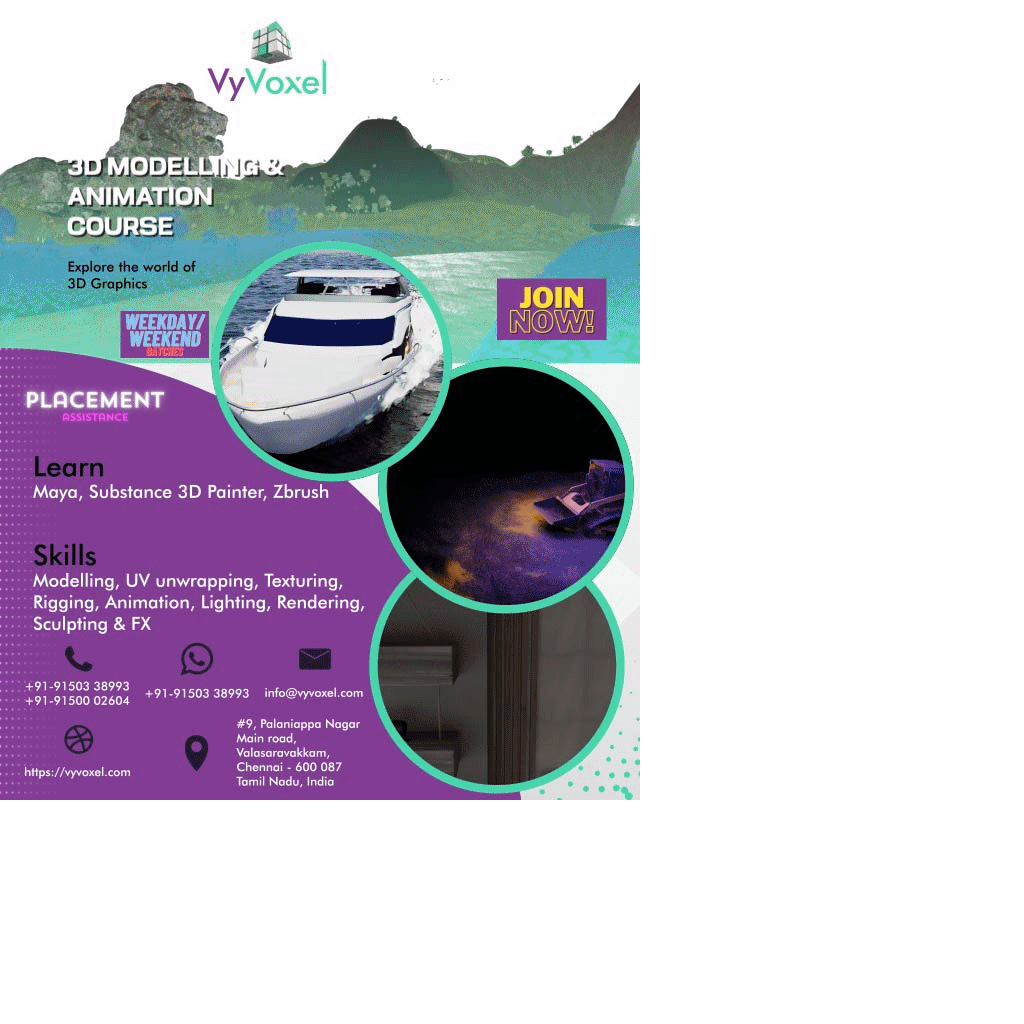 VyVoxel
3D MODELLING &
ANIMATION
COURSE
Explore the world of
3D Graphics
JOIN
NOW!
WEEKDAY/
WEEKEND
BATCHES
PLACEMENT
ASSISTANCE
Learn
Maya, Substance 3D Painter, Zbrush
Skills
Modelling, UV unwrapping, Texturing,
Rigging, Animation, Lighting, Rendering,
Sculpting & FX
+91-91503 38993
+91-91500 02604
+91-91503 38993
info@vyvoxel.com
https://vyvoxel.com
#9, Palaniappa Nagar
Main road,
Valasaravakkam,
Chennai - 600 087
Tamil Nadu, India